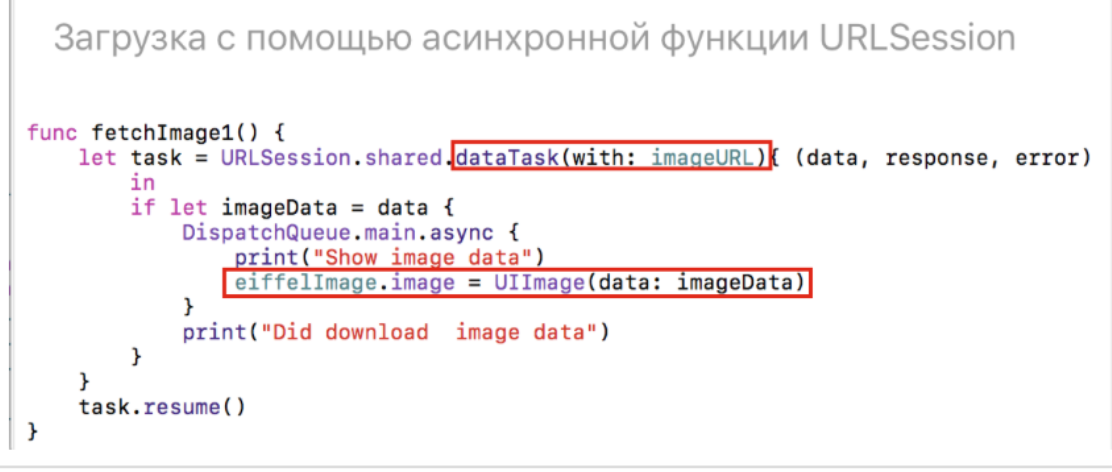 Загрузка с помощью асинхронной функции URLSession
func fetchImage1() {
    let task = URLSession.shared.dataTask(with: imageURL){ (data, response, error)
        in
        if let imageData = data {
            DispatchQueue.main.async {
                print("Show image data")
                eiffelImage.image = UIImage(data: imageData)
            }
            print("Did download  image data")
        }
    }
    task.resume()
}